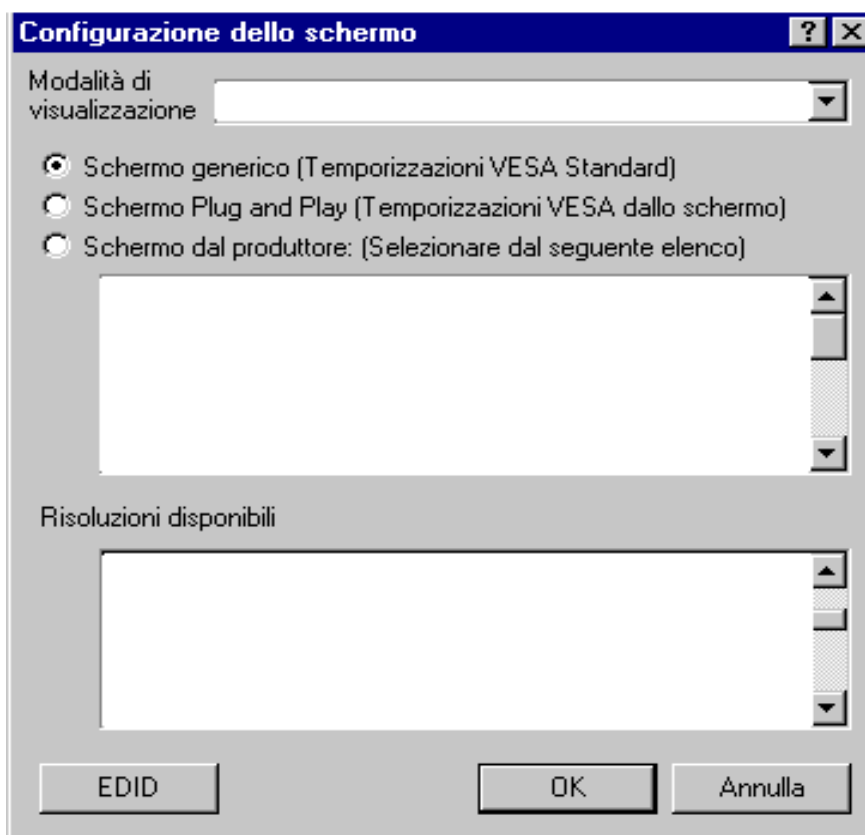 Configurazione dello schermo
Modalità di
visualizzazione
Schermo generico (Temporizzazioni VESA Standard)
Schermo Plug and Play (Temporizzazioni VESA dallo schermo)
Schermo dal produttore: (Selezionare dal seguente elenco)
Risoluzioni disponibili
EDID OK Annulla